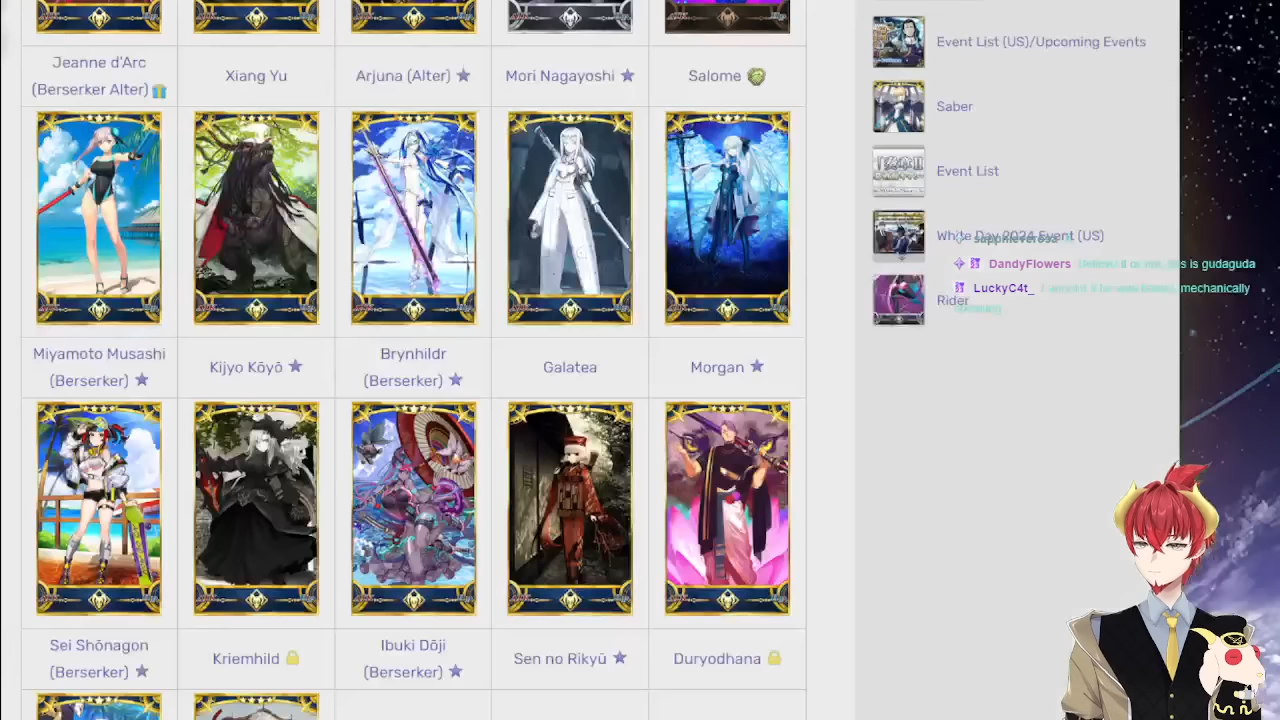 Jeanne d'Arc
(Berserker Alter)
Xiang Yu
Arjuna (Alter)
Mori Nagayoshi
Salome
Miyamoto Musashi
(Berserker)
Kijyo Kōyō
Brynhildr
(Berserker)
Galatea
Morgan
Sei Shōnagon
(Berserker)
Kriemhild
Ibuki Dōji
(Berserker)
Sen no Rikyū
Duryodhana
Event List (US)/Upcoming Events
Saber
Event List
White Day 2024 Event (US)
DandyFlowers is gudaguda
LuckyC4t_ mechanically
Rider